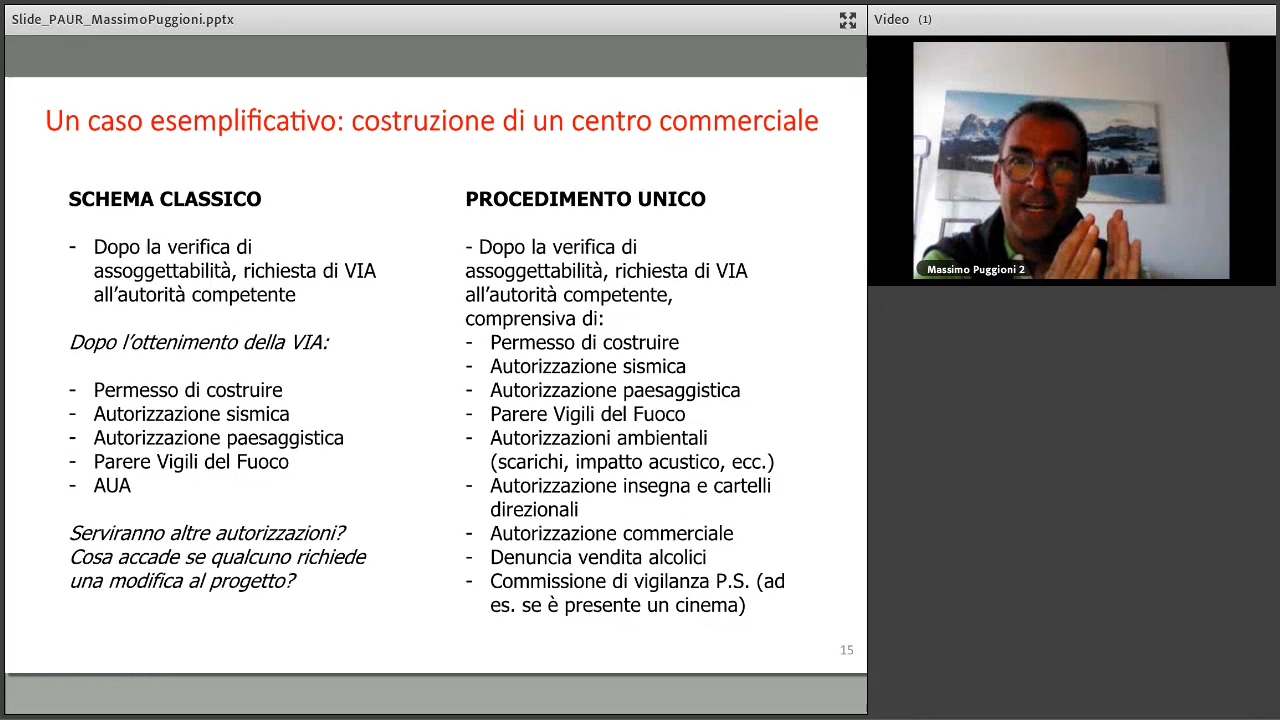 Slide_PAUR_MassimoPuggioni.pptx
Video (1)
Un caso esemplificativo: costruzione di un centro commerciale
SCHEMA CLASSICO
- Dopo la verifica di
assoggettabilità, richiesta di VIA
all'autorità competente
Dopo l'ottenimento della VIA:
- Permesso di costruire
- Autorizzazione sismica
- Autorizzazione paesaggistica
- Parere Vigili del Fuoco
- AUA
Serviranno altre autorizzazioni?
Cosa accade se qualcuno richiede
una modifica al progetto?
PROCEDIMENTO UNICO
- Dopo la verifica di
assoggettabilità, richiesta di VIA
all'autorità competente,
comprensiva di:
- Permesso di costruire
- Autorizzazione sismica
- Autorizzazione paesaggistica
- Parere Vigili del Fuoco
- Autorizzazioni ambientali
(scarichi, impatto acustico, ecc.)
- Autorizzazione insegna e cartelli
direzionali
- Autorizzazione commerciale
- Denuncia vendita alcolici
- Commissione di vigilanza P.S. (ad
es. se è presente un cinema)
15
Massimo Puggioni 2